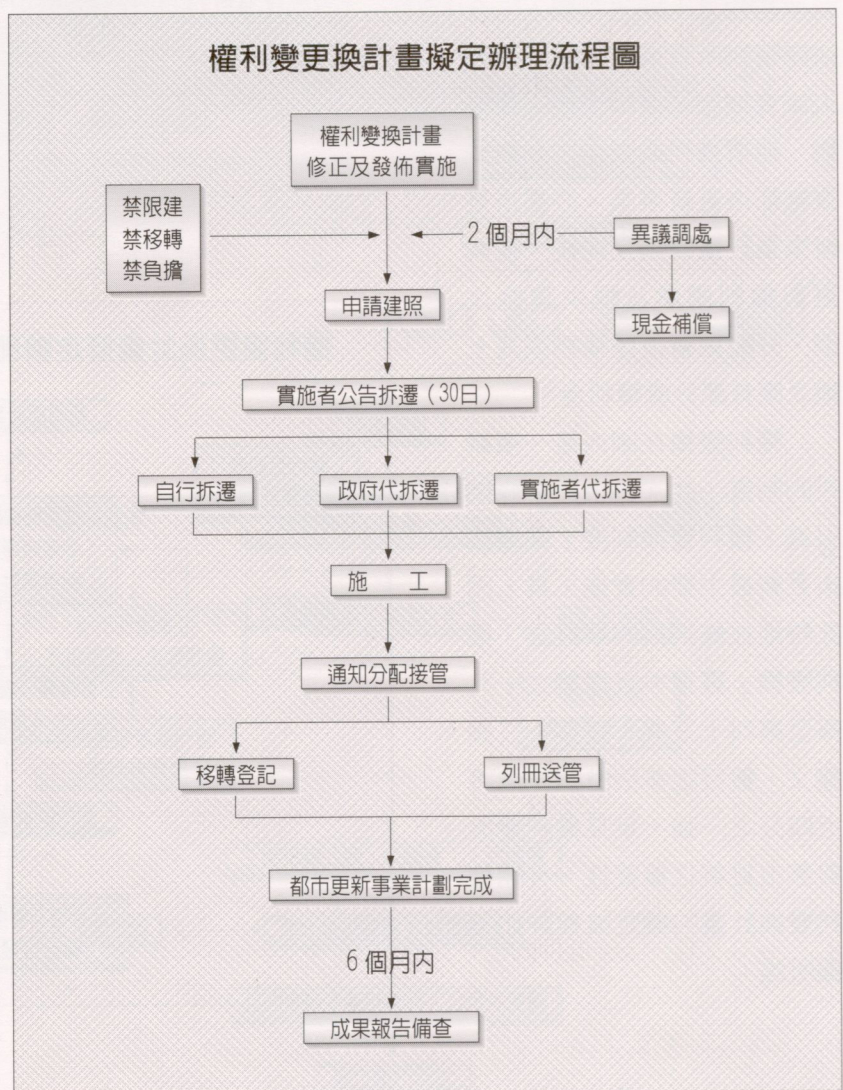 權利變更換計畫擬定辦理流程圖
權利變換計畫
修正及發佈實施
禁限建
禁移轉
禁負擔
2個月內
異議調處
現金補償
申請建照
實施者公告拆遷（30日）
自行拆遷
政府代拆遷
實施者代拆遷
施　工
通知分配接管
移轉登記
列冊送管
都市更新事業計劃完成
6個月內
成果報告備查